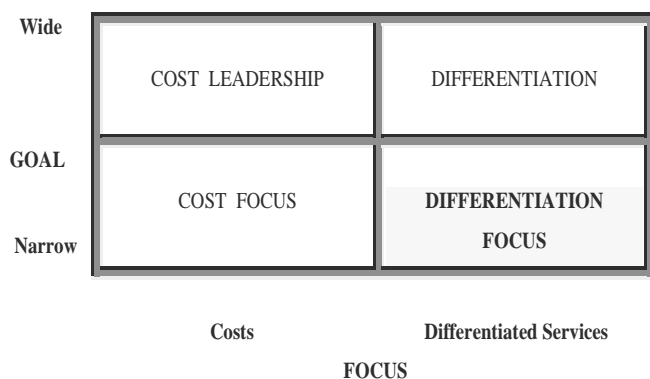 Wide
COST LEADERSHIP
DIFFERENTIATION
GOAL
COST FOCUS
DIFFERENTIATION
FOCUS
Narrow
Costs
Differentiated Services
FOCUS